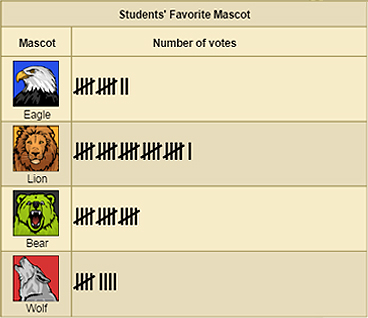 Students' Favorite Mascot
Mascot Number of votes
Eagle
Lion
Bear
Wolf